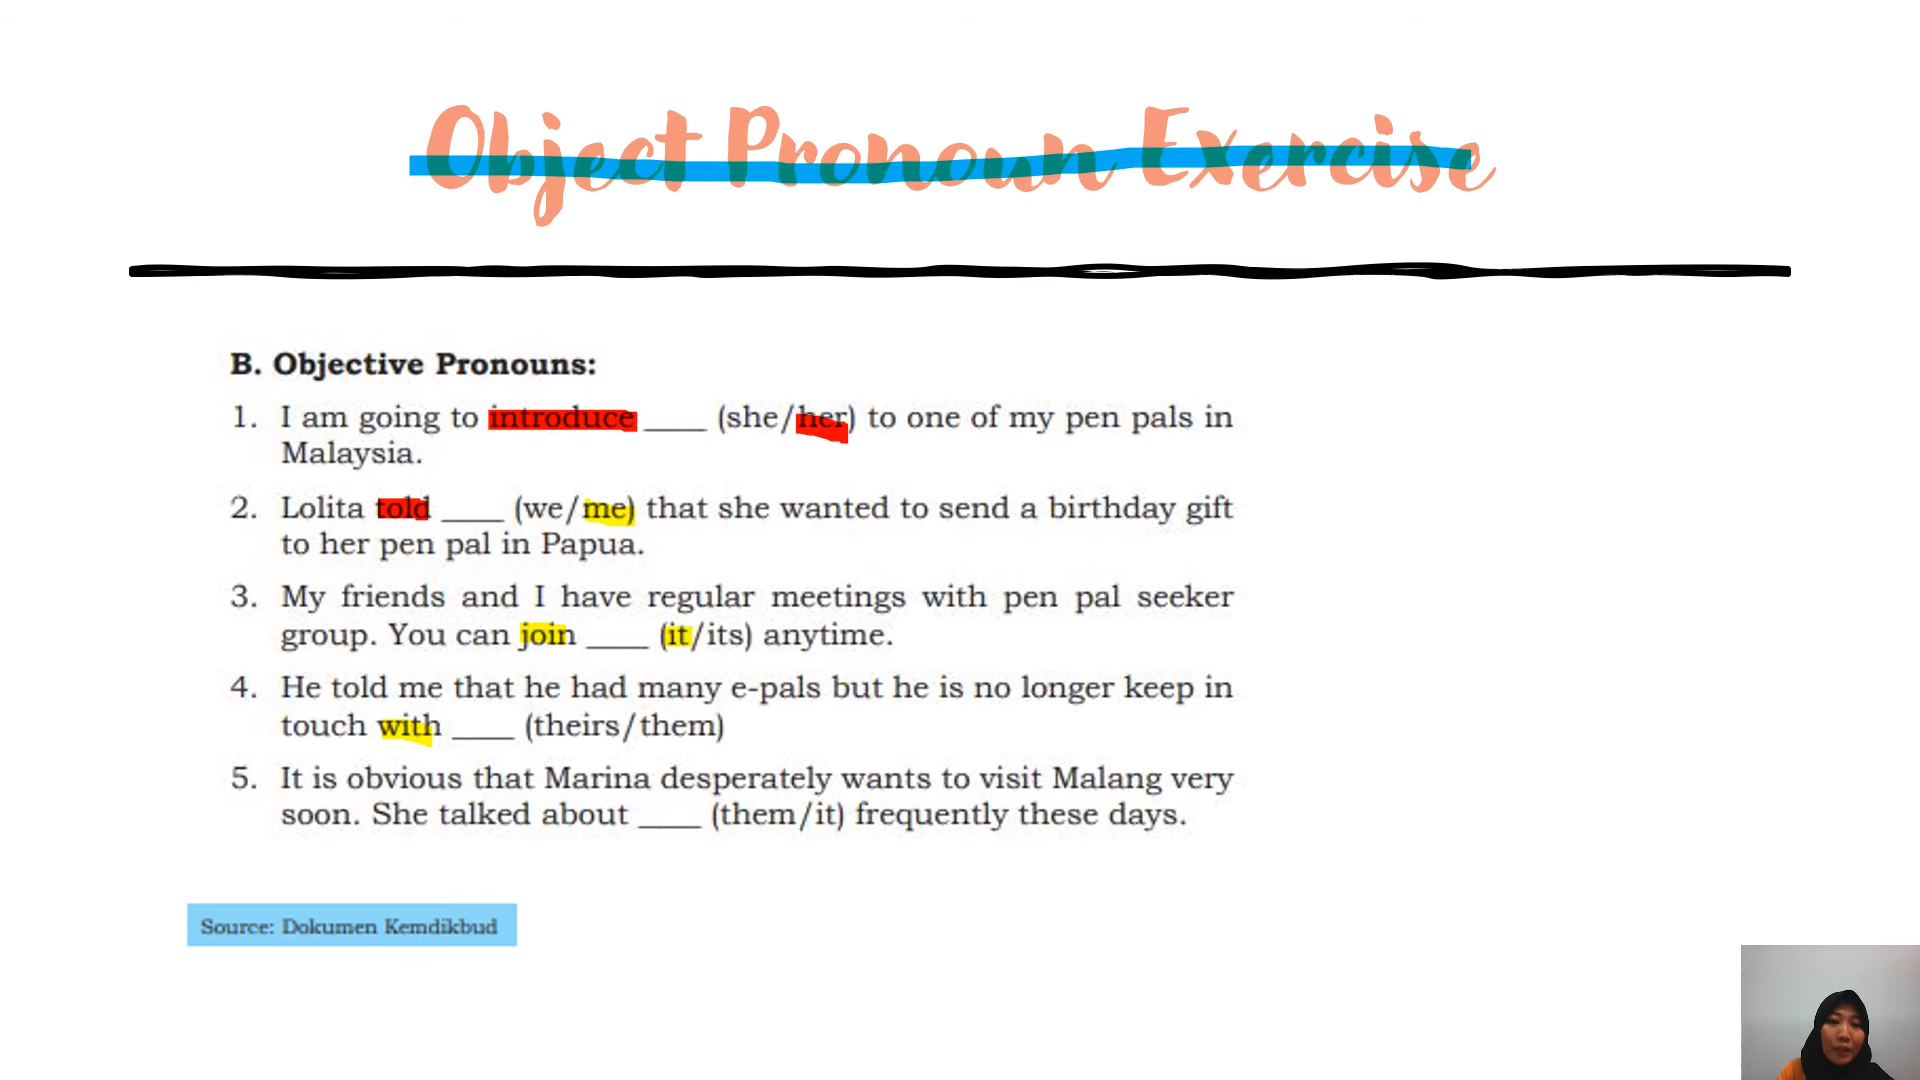 Object Pronoun Exercise
B. Objective Pronouns:
1. I am going to introduce ____ (she/her) to one of my pen pals in
Malaysia.
2. Lolita told ____ (we/me) that she wanted to send a birthday gift
to her pen pal in Papua.
3. My friends and I have regular meetings with pen pal seeker
group. You can join ____ (it/its) anytime.
4. He told me that he had many e-pals but he is no longer keep in
touch with ____ (theirs/them)
5. It is obvious that Marina desperately wants to visit Malang very
soon. She talked about ____ (them/it) frequently these days.
Source: Dokumen Kemdikbud